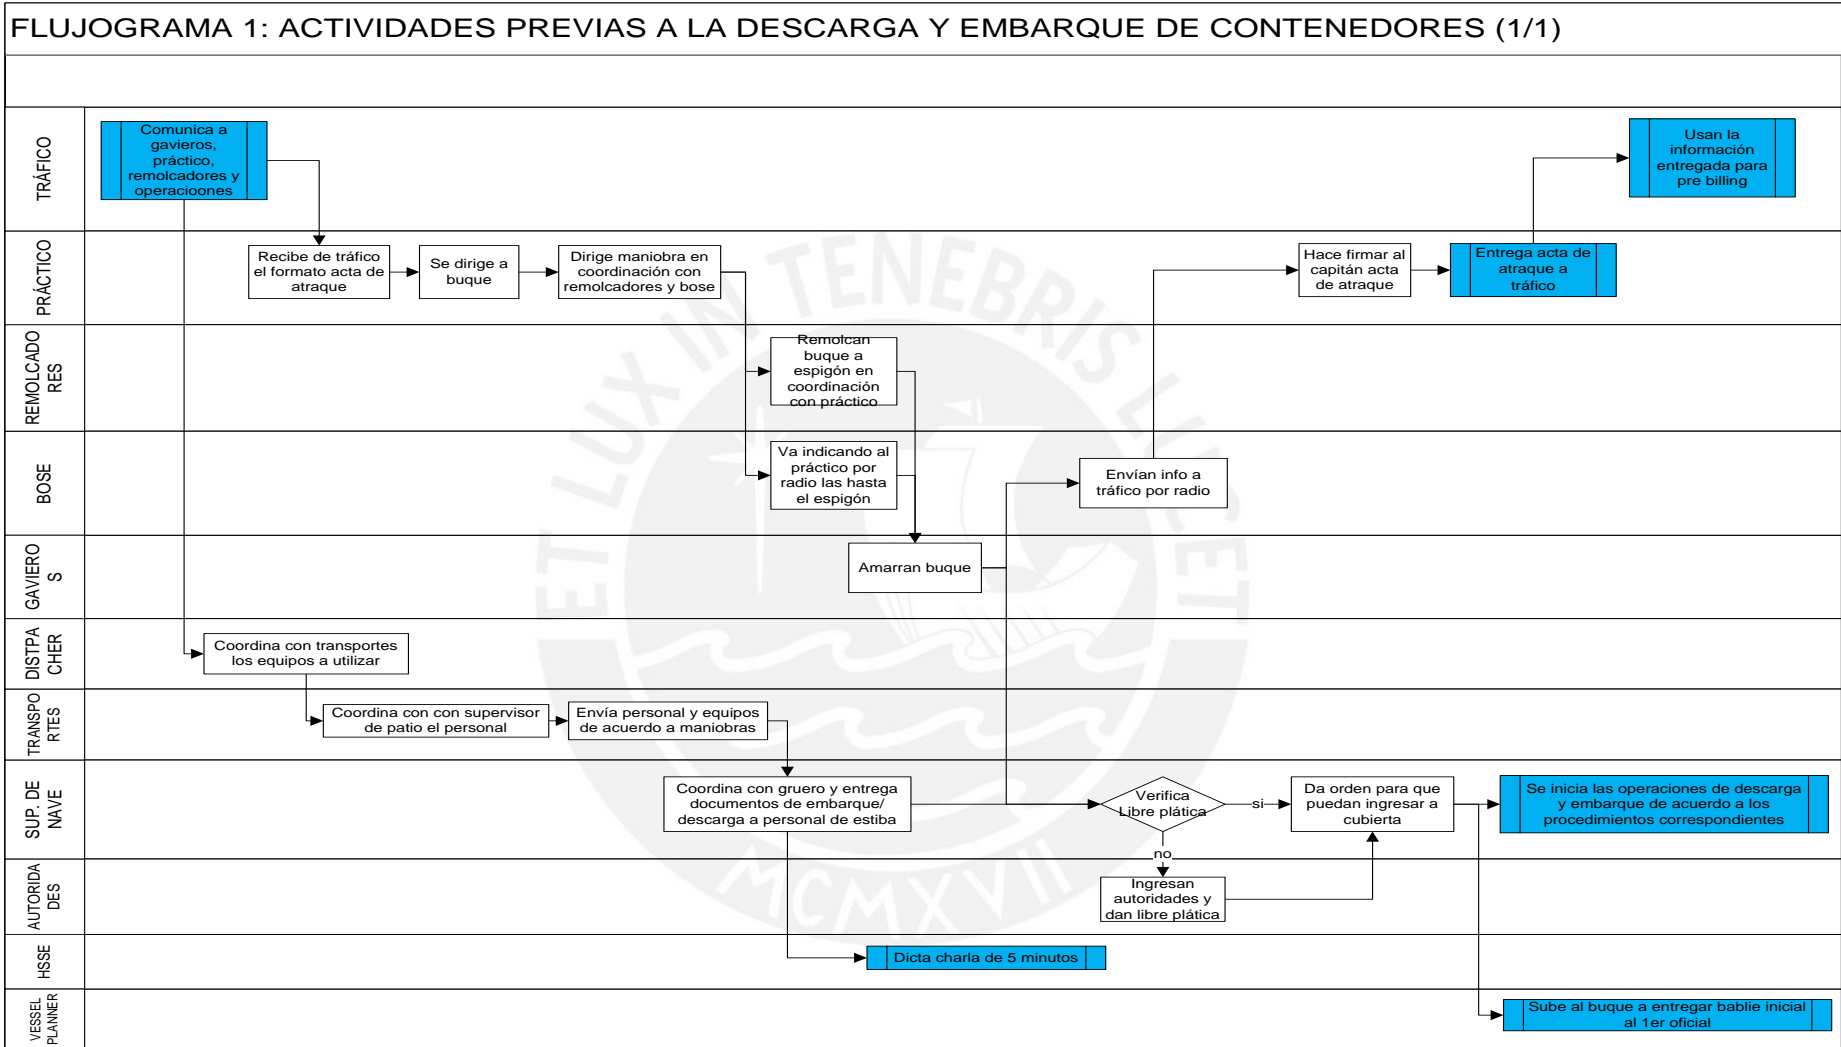 FLUJOGRAMA 1: ACTIVIDADES PREVIAS A LA DESCARGA Y EMBARQUE DE CONTENEDORES (1/1)
TRÁFICO
Comunica a
gavieros,
práctico,
remolcadores y
operacioones
Usan la
información
entregada para
pre billing
PRÁCTICO
Recibe de tráfico
el formato acta de
atraque
Se dirige a
buque
Dirige maniobra en
coordinación con
remolcadores y bose
Hace firmar al
capitán acta
de atraque
Entrega acta de
atraque a
tráfico
REMOLCADO
RES
Remolcan
buque a
espigón en
coordinación
con práctico
BOSE
Va indicando al
práctico por
radio las hasta
el espigón
Envían info a
tráfico por radio
GAVIERO
S
Amarran buque
DISTPA
CHER
Coordina con transportes
los equipos a utilizar
TRANSPO
RTES
Coordina con con supervisor
de patio el personal
Envía personal y equipos
de acuerdo a maniobras
SUP. DE
NAVE
Coordina con gruero y entrega
documentos de embarque/
descarga a personal de estiba
Verifica
Libre plática
si
no
Da orden para que
puedan ingresar a
cubierta
Se inicia las operaciones de descarga
y embarque de acuerdo a los
procedimientos correspondientes
AUTORIDA
DES
Ingresan
autoridades y
dan libre plática
HSSE
Dicta charla de 5 minutos
VESSEL
PLANNER
Sube al buque a entregar bablie inicial
al 1er oficial
ET LUX IN TENEBRIS LUCET
MCMXVII